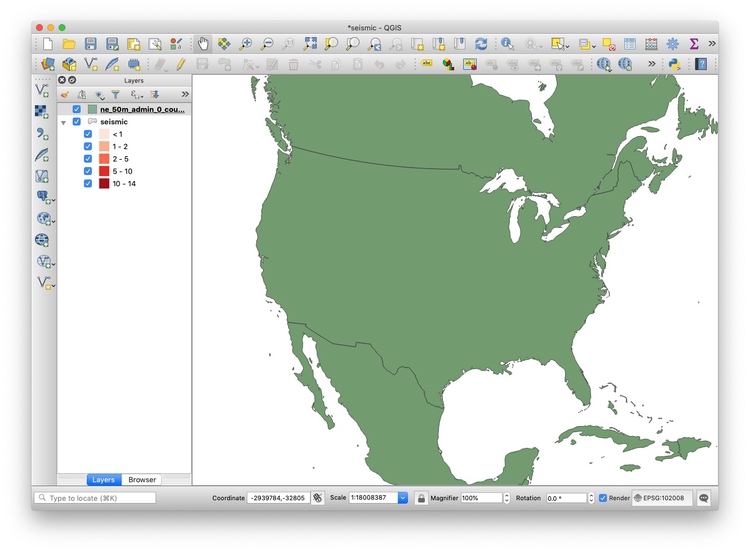 *seismic - QGIS
Layers
ne_50m_admin_0_cou...
seismic
< 1
1 - 2
2 - 5
5 - 10
10 - 14
Layers Browser
Type to locate (⌘K) Coordinate -2939784,-32805 Scale 1:18008387 Magnifier 100% Rotation 0.0 ° Render EPSG:102008